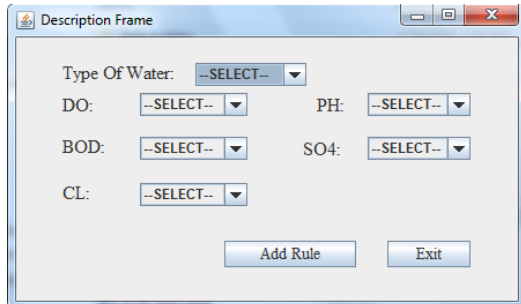 Description Frame
Type Of Water: --SELECT--
DO: --SELECT-- PH: --SELECT--
BOD: --SELECT-- SO4: --SELECT--
CL: --SELECT--
Add Rule Exit